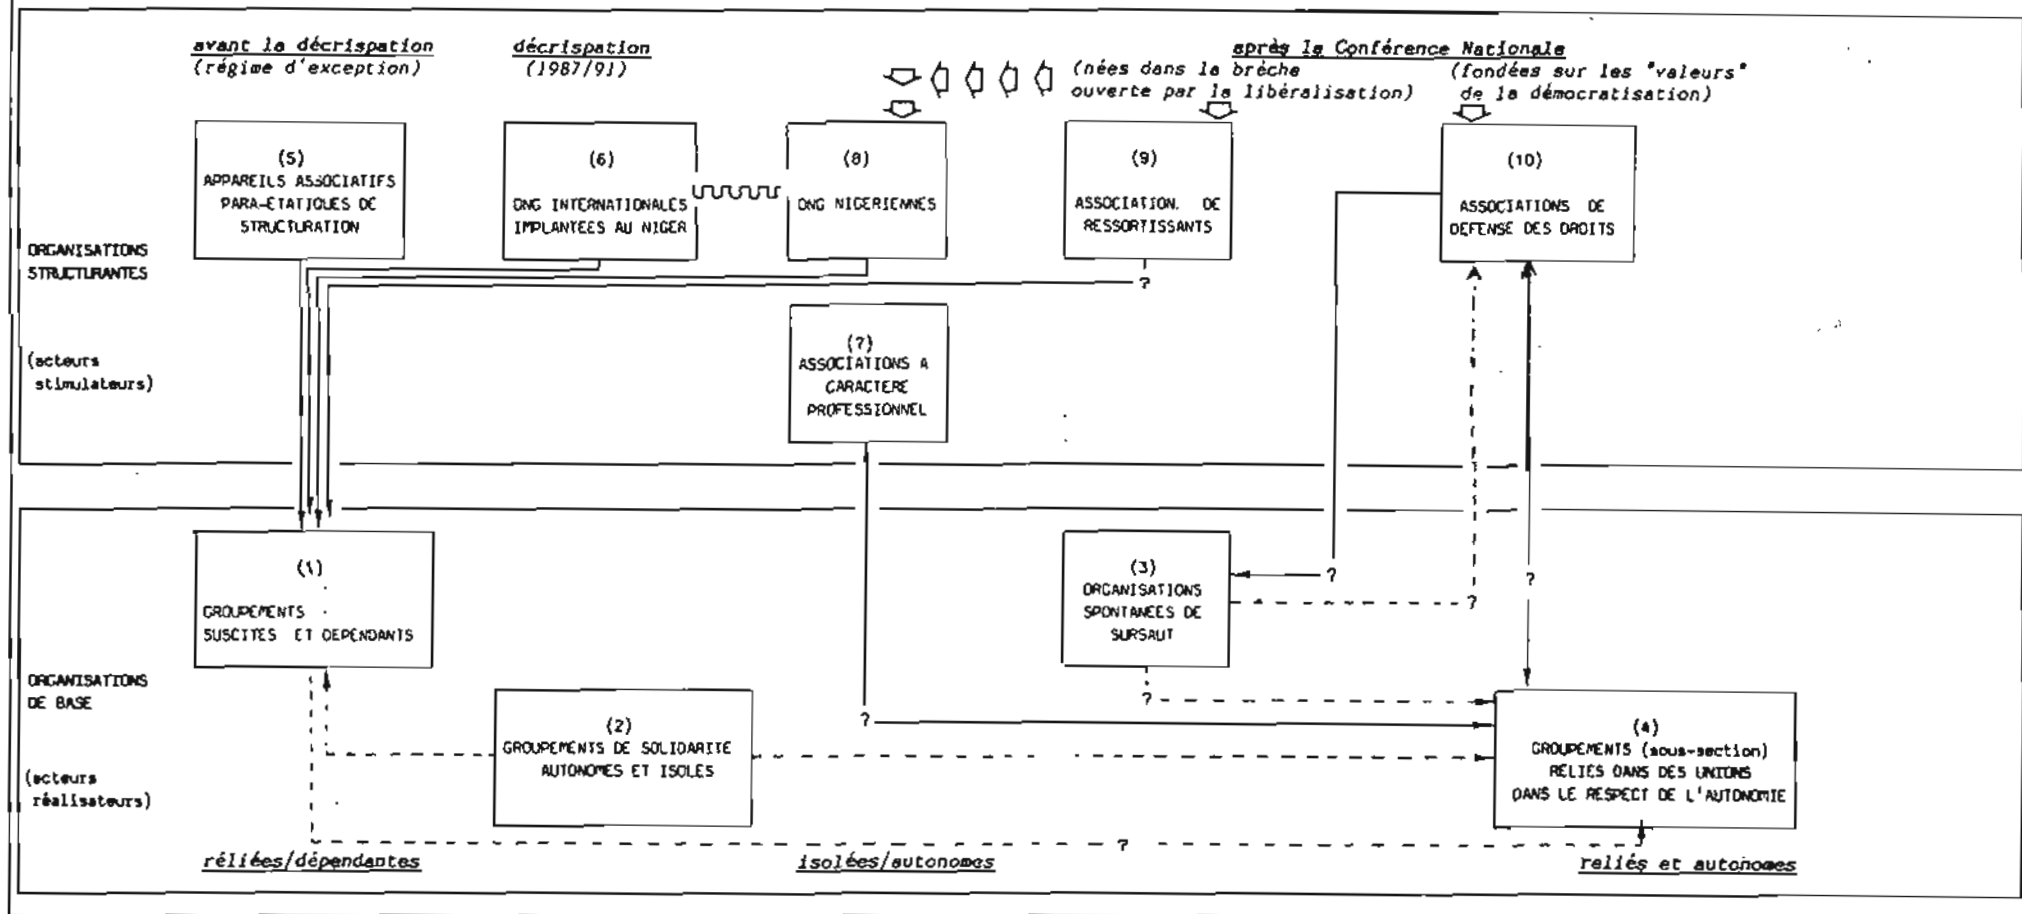 avant la décrispation
(régime d'exception)
décrispation
(1987/91)
après la Conférence Nationale
(nées dans la brèche
ouverte par la libéralisation)
(fondées sur les "valeurs"
de la démocratisation)
(5)
APPAREILS ASSOCIATIFS
PARA-ETATIQUES DE
STRUCTURATION
(6)
ONG INTERNATIONALES
IMPLANTEES AU NIGER
(8)
ONG NIGERIENNES
(9)
ASSOCIATION. DE
RESSORTISSANTS
(10)
ASSOCIATIONS DE
DEFENSE DES DROITS
ORGANISATIONS
STRUCTURANTES
?
(acteurs
stimulateurs)
(7)
ASSOCIATIONS A
CARACTERE
PROFESSIONNEL
(1)
GROUPEMENTS
SUSCITES ET DEPENDANTS
(3)
ORGANISATIONS
SPONTANEES DE
SURSAUT
?
?
?
ORGANISATIONS
DE BASE
?
?
(2)
GROUPEMENTS DE SOLIDARITE
AUTONOMES ET ISOLES
(4)
GROUPEMENTS (sous-section)
RELIES DANS DES UNIONS
DANS LE RESPECT DE L'AUTONOMIE
(acteurs
réalisateurs)
?
réliées/dépendantes
isolées/autonomes
reliés et autonomes